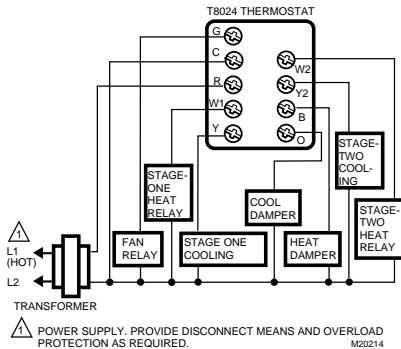 T8024 THERMOSTAT
G
C
R
W1
Y
W2
Y2
B
O
STAGE-
ONE
HEAT
RELAY
STAGE-
TWO
COOL-
ING
COOL
DAMPER
STAGE-
TWO
HEAT
RELAY
FAN
RELAY
STAGE ONE
COOLING
HEAT
DAMPER
1
L1
(HOT)
L2
TRANSFORMER
1 POWER SUPPLY. PROVIDE DISCONNECT MEANS AND OVERLOAD
PROTECTION AS REQUIRED.
M20214